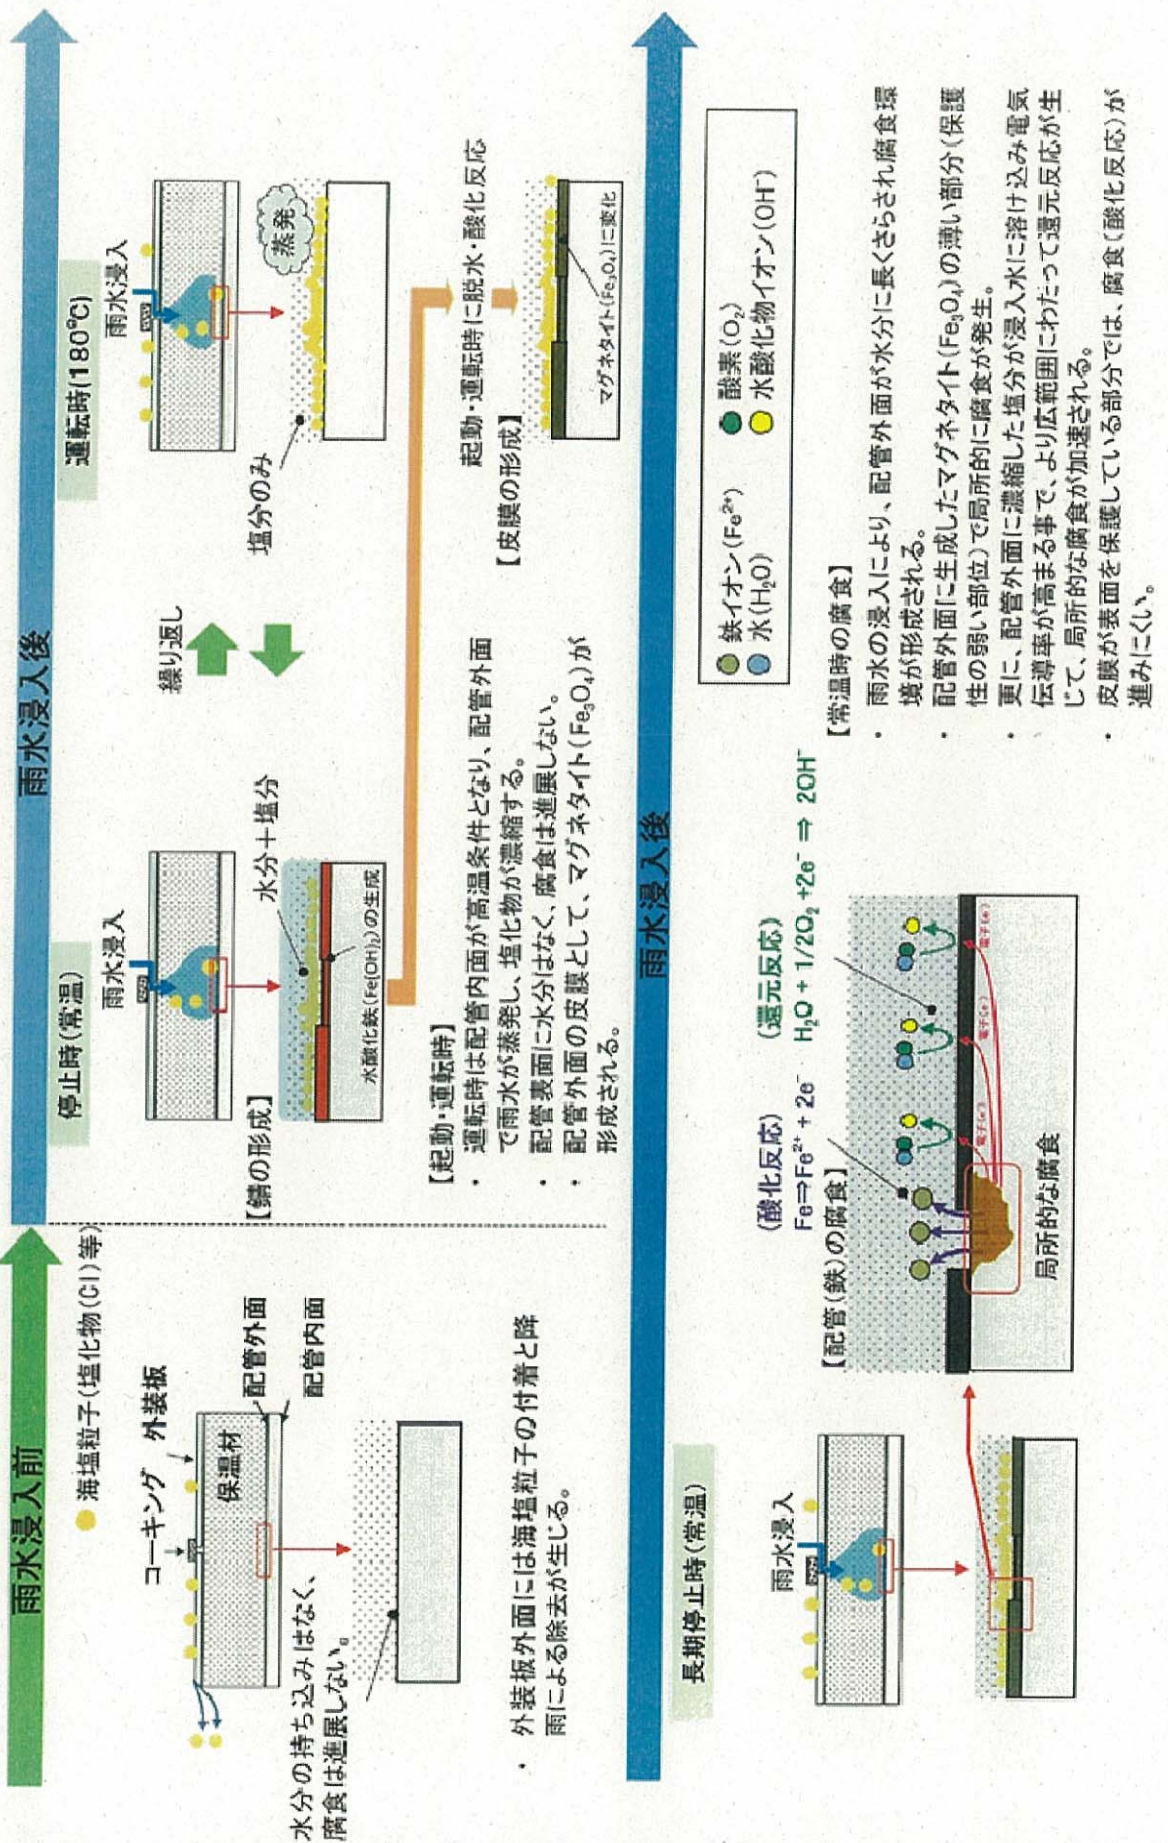 雨水浸入前
雨水浸入後
海塩粒子(塩化物(Cl)等)
コーキング
外装板
保温材
配管外面
配管内面
水分の持ち込みはなく、
腐食は進展しない。
・ 外装板外面には海塩粒子の付着と降
雨による除去が生じる。
停止時(常温)
雨水浸入
【錆の形成】
水分+塩分
水酸化鉄(Fe(OH)₂)の生成
繰り返し
運転時(180℃)
雨水浸入
蒸発
塩分のみ
起動・運転時に脱水・酸化反応
【皮膜の形成】
マグネタイト(Fe₃O₄)に変化
【起動・運転時】
・ 運転時は配管内面が高温条件となり、配管外面
で雨水が蒸発し、塩化物が濃縮する。
・ 配管表面に水分はなく、腐食は進展しない。
・ 配管外面の皮膜として、マグネタイト(Fe₃O₄)が
形成される。
雨水浸入後
長期停止時(常温)
雨水浸入
【配管(鉄)の腐食】
(酸化反応)
Fe⇒Fe²⁺ + 2e⁻
(還元反応)
H₂O + 1/2O₂ +2e⁻ ⇒ 2OH⁻
電子(e⁻)
電子(e⁻)
電子(e⁻)
局所的な腐食
鉄イオン(Fe²⁺)
酸素(O₂)
水(H₂O)
水酸化物イオン(OH⁻)
【常温時の腐食】
・ 雨水の浸入により、配管外面が水分に長くさらされ腐食環
境が形成される。
・ 配管外面に生成したマグネタイト(Fe₃O₄)の薄い部分(保護
性の弱い部位)で局所的に腐食が発生。
・ 更に、配管外面に濃縮した塩分が浸入水に溶け込み電気
伝導率が高まる事で、より広範囲にわたって還元反応が生
じて、局所的な腐食が加速される。
・ 皮膜が表面を保護している部分では、腐食(酸化反応)が
進みにくい。